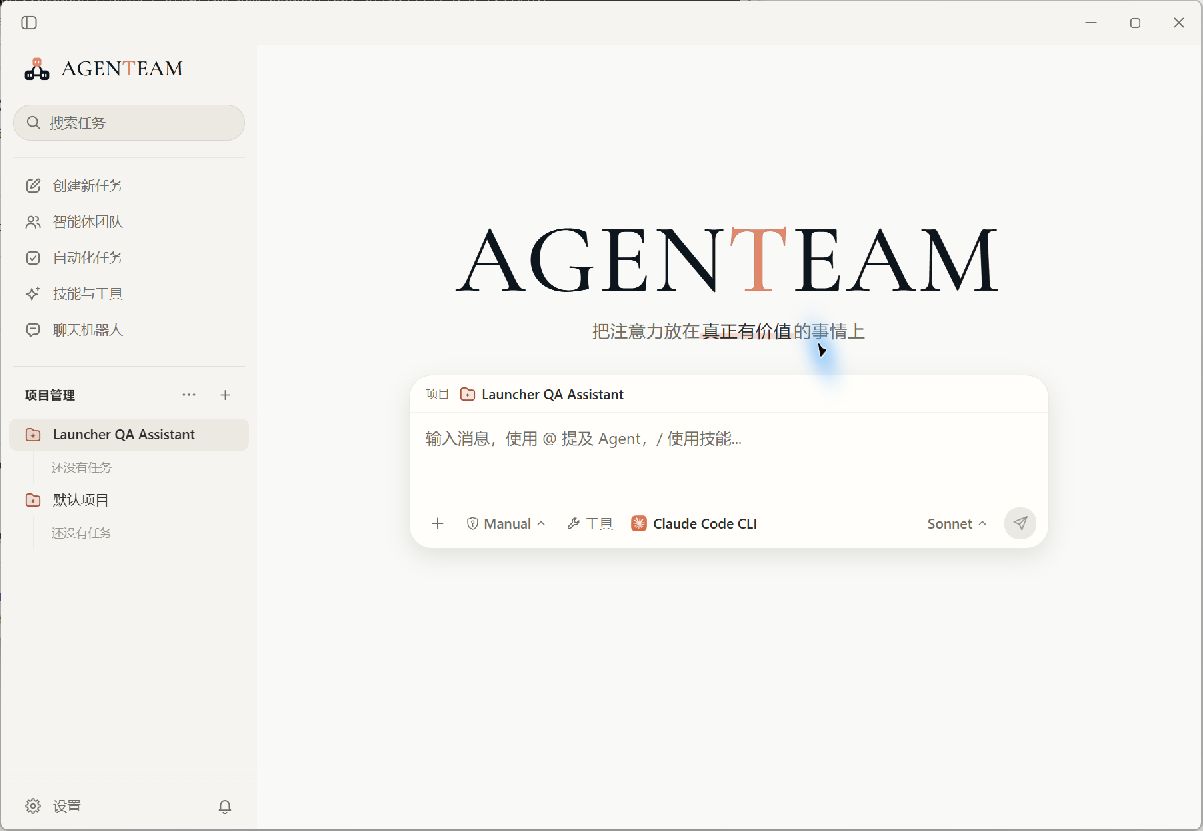 AGENTEAM
搜索任务
创建新任务
智能体团队
自动化任务
技能与工具
聊天机器人
项目管理
Launcher QA Assistant
还没有任务
默认项目
还没有任务
设置
AGENTEAM
把注意力放在真正有价值的事情上
项目 Launcher QA Assistant
输入消息，使用 @ 提及 Agent，/ 使用技能...
Manual 工具 Claude Code CLI Sonnet